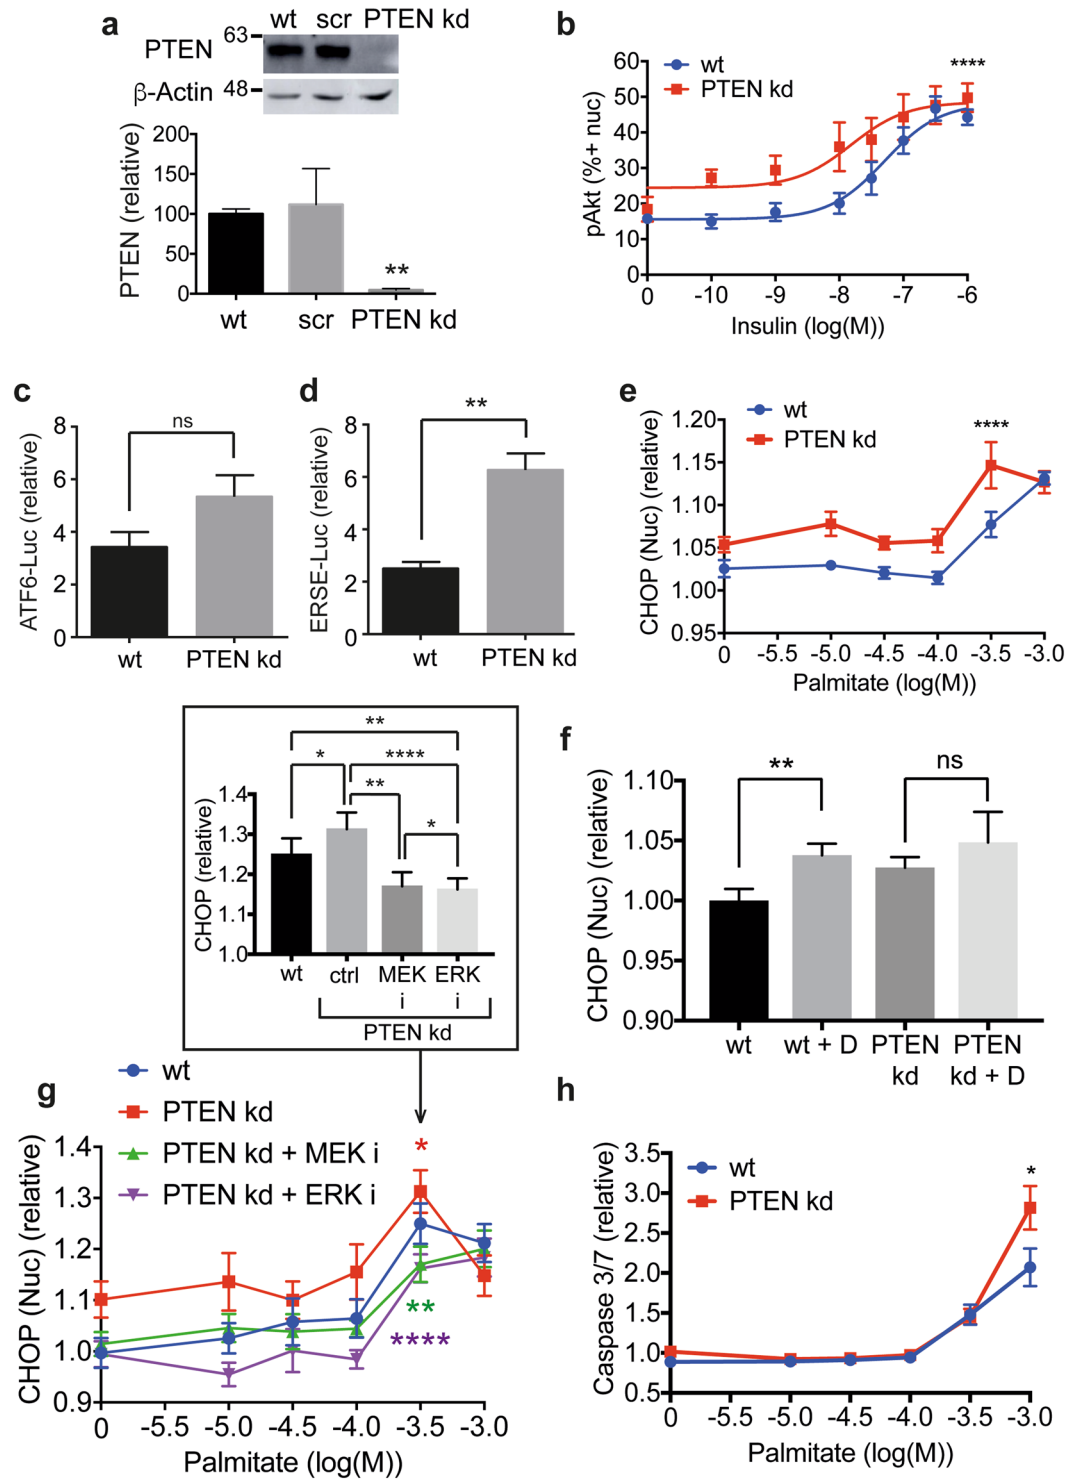 a
wt scr PTEN kd
PTEN
63
β-Actin
48
PTEN (relative)
200
150
100
50
0
**
wt scr PTEN kd
b
wt
PTEN kd
****
pAkt (%+ nuc)
60
50
40
30
20
10
0
0 -10 -9 -8 -7 -6
Insulin (log(M))
c
ATF6-Luc (relative)
8
6
4
2
0
ns
wt PTEN kd
d
ERSE-Luc (relative)
8
6
4
2
0
**
wt PTEN kd
e
wt
PTEN kd
****
CHOP (Nuc) (relative)
1.20
1.15
1.10
1.05
1.00
0.95
0 -5.5 -5.0 -4.5 -4.0 -3.5 -3.0
Palmitate (log(M))
**
* ****
**
*
CHOP (relative)
1.4
1.3
1.2
1.1
1.0
wt ctrl MEK ERK
i i
PTEN kd
f
CHOP (Nuc) (relative)
1.10
1.05
1.00
0.95
0.90
** ns
wt wt + D PTEN PTEN
kd kd + D
g
wt
PTEN kd
PTEN kd + MEK i
PTEN kd + ERK i
*
**
****
CHOP (Nuc) (relative)
1.4
1.3
1.2
1.1
1.0
0.9
0 -5.5 -5.0 -4.5 -4.0 -3.5 -3.0
Palmitate (log(M))
h
wt
PTEN kd
*
Caspase 3/7 (relative)
3.5
3.0
2.5
2.0
1.5
1.0
0.5
0 -5.5 -5.0 -4.5 -4.0 -3.5 -3.0
Palmitate (log(M))